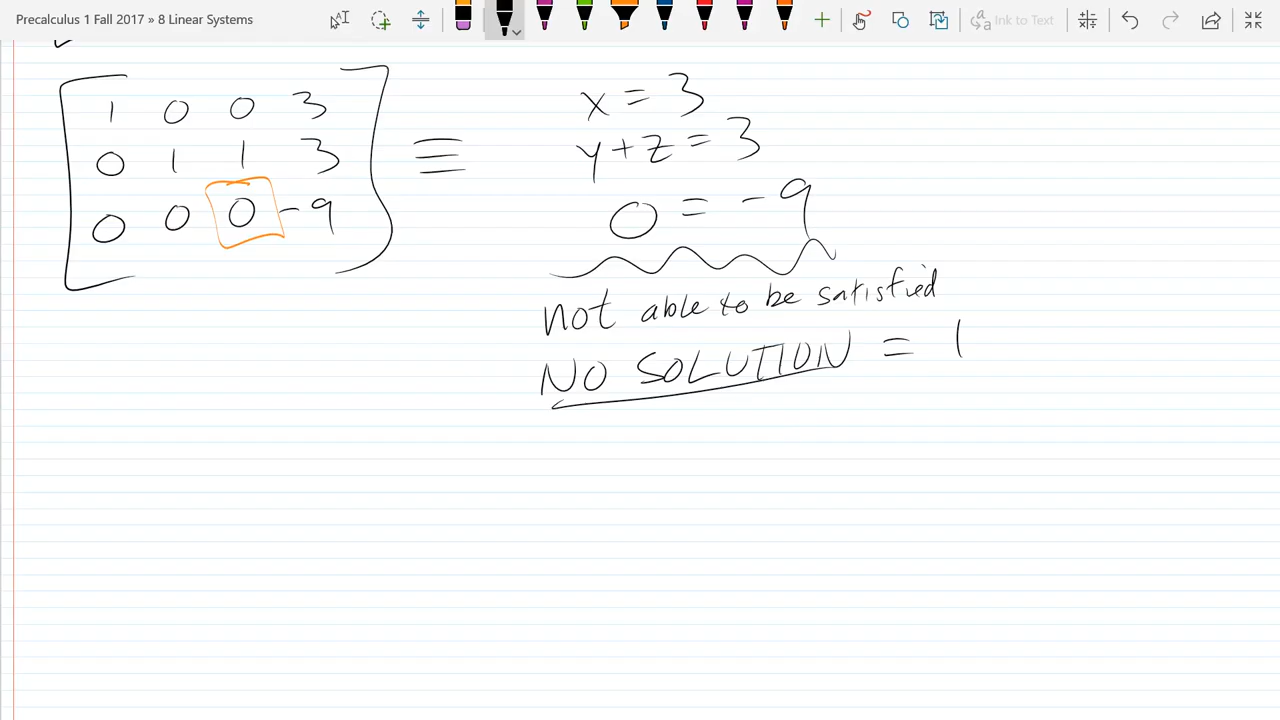 Precalculus 1 Fall 2017 » 8 Linear Systems
Ink to Text
1 0 0 3
0 1 1 3
0 0 0 -9
≡
x = 3
y + z = 3
0 = -9
not able to be satisfied
NO SOLUTION = I